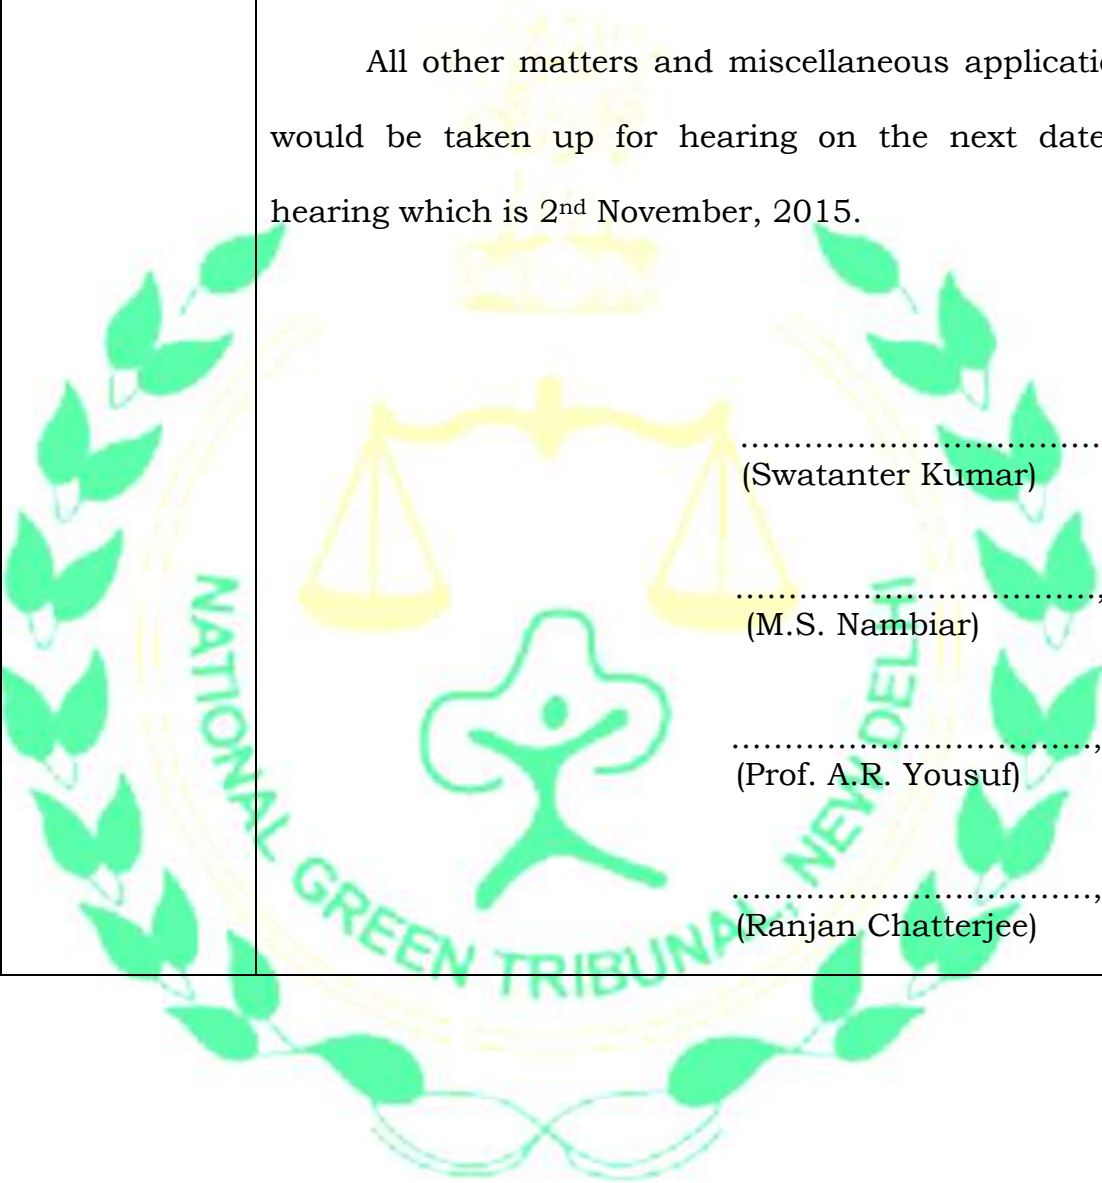 All other matters and miscellaneous applicati
would be taken up for hearing on the next date
hearing which is 2nd November, 2015.
……………………………….
(Swatanter Kumar)
……………………………,
(M.S. Nambiar)
……………………………,
(Prof. A.R. Yousuf)
……………………………,
(Ranjan Chatterjee)
NATIONAL GREEN TRIBUNAL, NEW DELHI